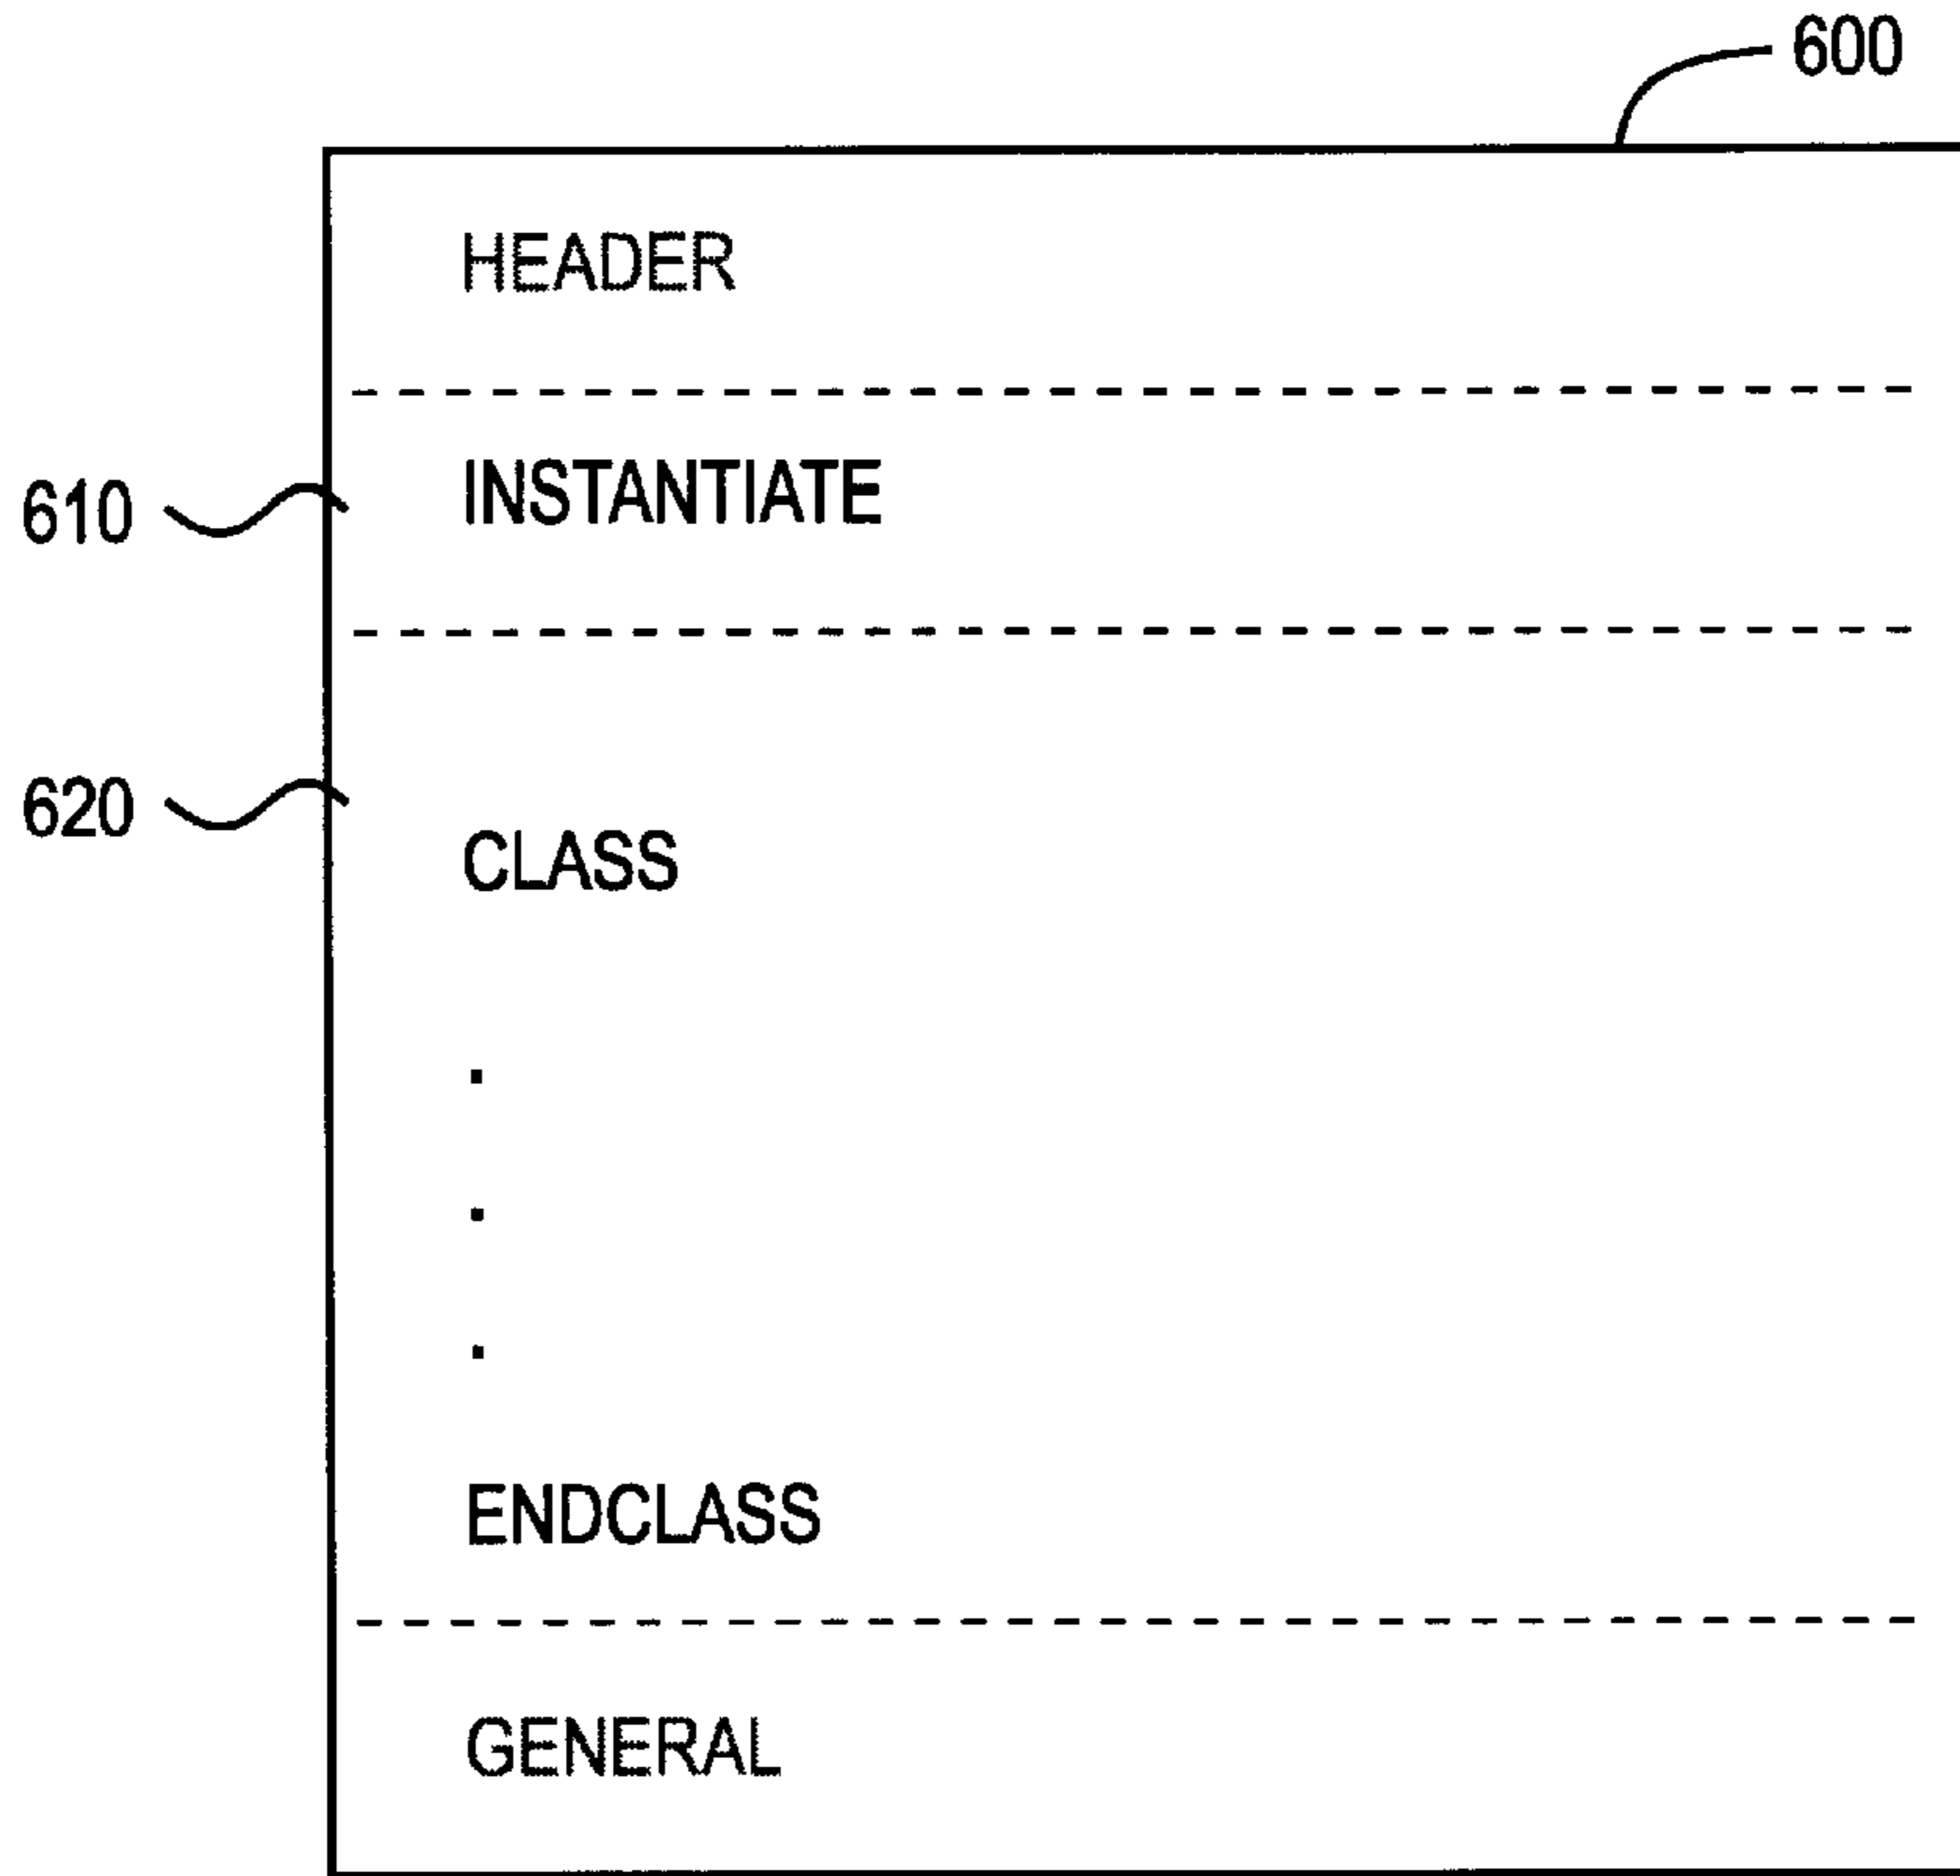 600
HEADER
610 INSTANTIATE
620
CLASS
.
.
.
ENDCLASS
GENERAL